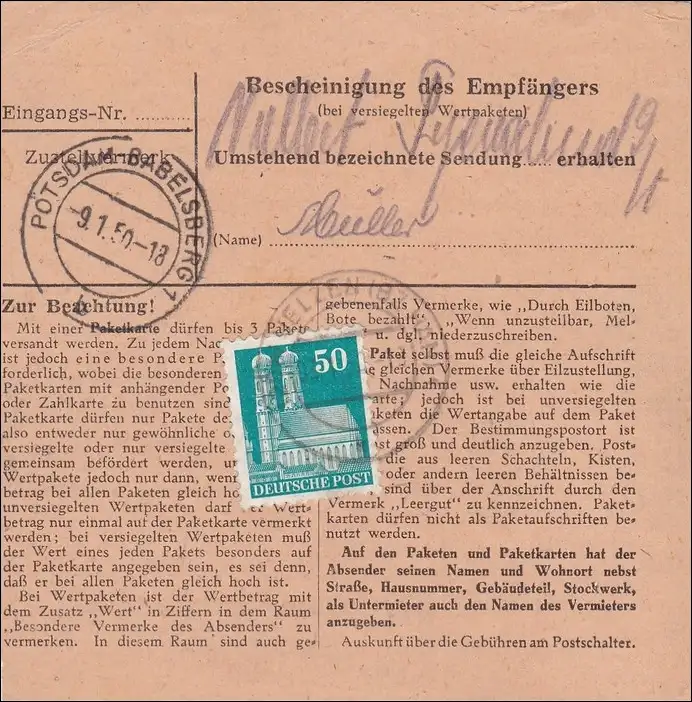 Bescheinigung des Empfängers
Eingangs-Nr. ..........
(bei versiegelten Wertpaketen)
Zustellvermerk
Umstehend bezeichnete Sendung..... erhalten
POTSDAM-BABELSBERG 1
-9.1.50.-18
Müller
(Name)
Zur Beachtung!
Mit einer Paketkarte dürfen bis 3 Pakete
versandt werden. Zu jedem Nac
ist jedoch eine besondere P
forderlich, wobei die besonderen
Paketkarten mit anhängender Po
oder Zahlkarte zu benutzen sind
Paketkarte dürfen nur Pakete de
also entweder nur gewöhnliche o
versiegelte oder nur versiegelte
gemeinsam befördert werden, u
Wertpakete jedoch nur dann, wenn
betrag bei allen Paketen gleich ho
unversiegelten Wertpaketen darf der Wert-
betrag nur einmal auf der Paketkarte vermerkt
werden; bei versiegelten Wertpaketen muß
der Wert eines jeden Pakets besonders auf
der Paketkarte angegeben sein, es sei denn,
daß er bei allen Paketen gleich hoch ist.
Bei Wertpaketen ist der Wertbetrag mit
dem Zusatz „Wert" in Ziffern in dem Raum
„Besondere Vermerke des Absenders" zu
vermerken. In diesem Raum sind auch ge-
gebenenfalls Vermerke, wie „Durch Eilboten,
Bote bezahlt" „Wenn unzustellbar, Mel-
u. dgl. niederzuschreiben.
Paket selbst muß die gleiche Aufschrift
gleichen Vermerke über Eilzustellung,
Nachnahme usw. erhalten wie die
arte; jedoch ist bei unversiegelten
keten die Wertangabe auf dem Paket
assen. Der Bestimmungspostort ist
st groß und deutlich anzugeben. Post-
die aus leeren Schachteln, Kisten,
oder andern leeren Behältnissen be-
sind über der Anschrift durch den
Vermerk „Leergut" zu kennzeichnen. Paket-
karten dürfen nicht als Paketaufschriften be-
nutzt werden.
Auf den Paketen und Paketkarten hat der
Absender seinen Namen und Wohnort nebst
Straße, Hausnummer, Gebäudeteil, Stockwerk,
als Untermieter auch den Namen des Vermieters
anzugeben.
Auskunft über die Gebühren am Postschalter.
50
DEUTSCHE POST